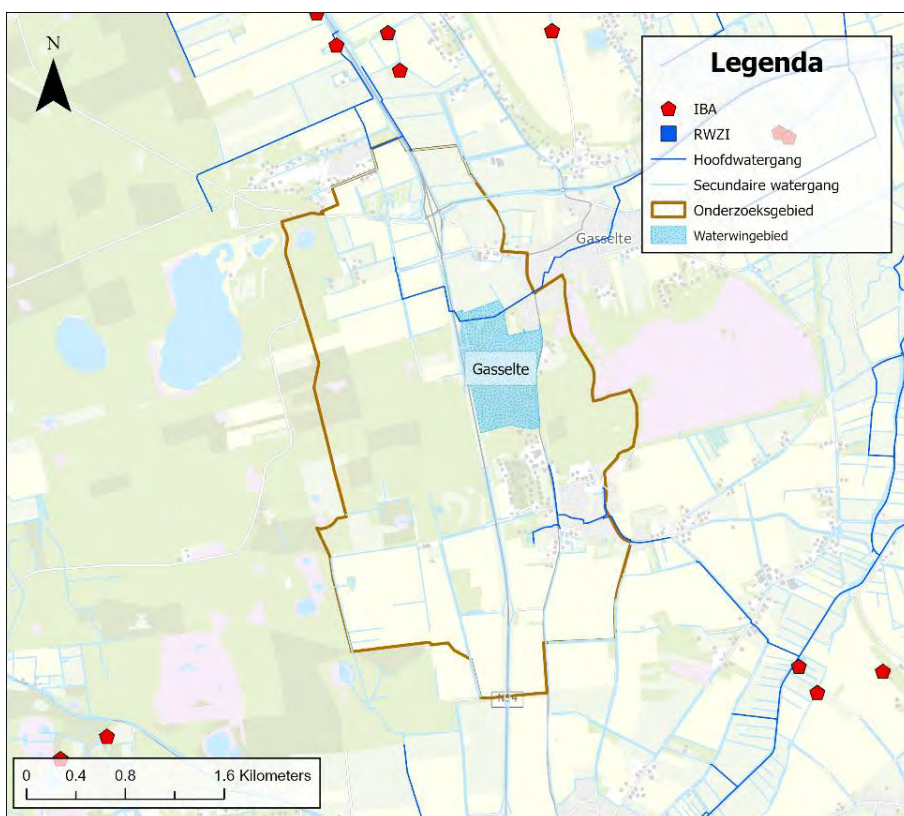 N
Legenda
IBA
RWZI
Hoofdwatergang
Secundaire watergang
Onderzoeksgebied
Waterwingebied
Gasselte
Gasselte
0 0.4 0.8 1.6 Kilometers